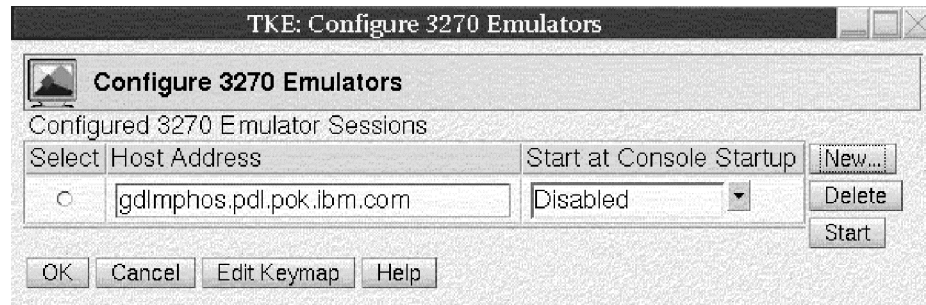 TKE: Configure 3270 Emulators
Configure 3270 Emulators
Configured 3270 Emulator Sessions
Select Host Address Start at Console Startup New...
gdlmphos.pdl.pok.ibm.com Disabled Delete
Start
OK Cancel Edit Keymap Help